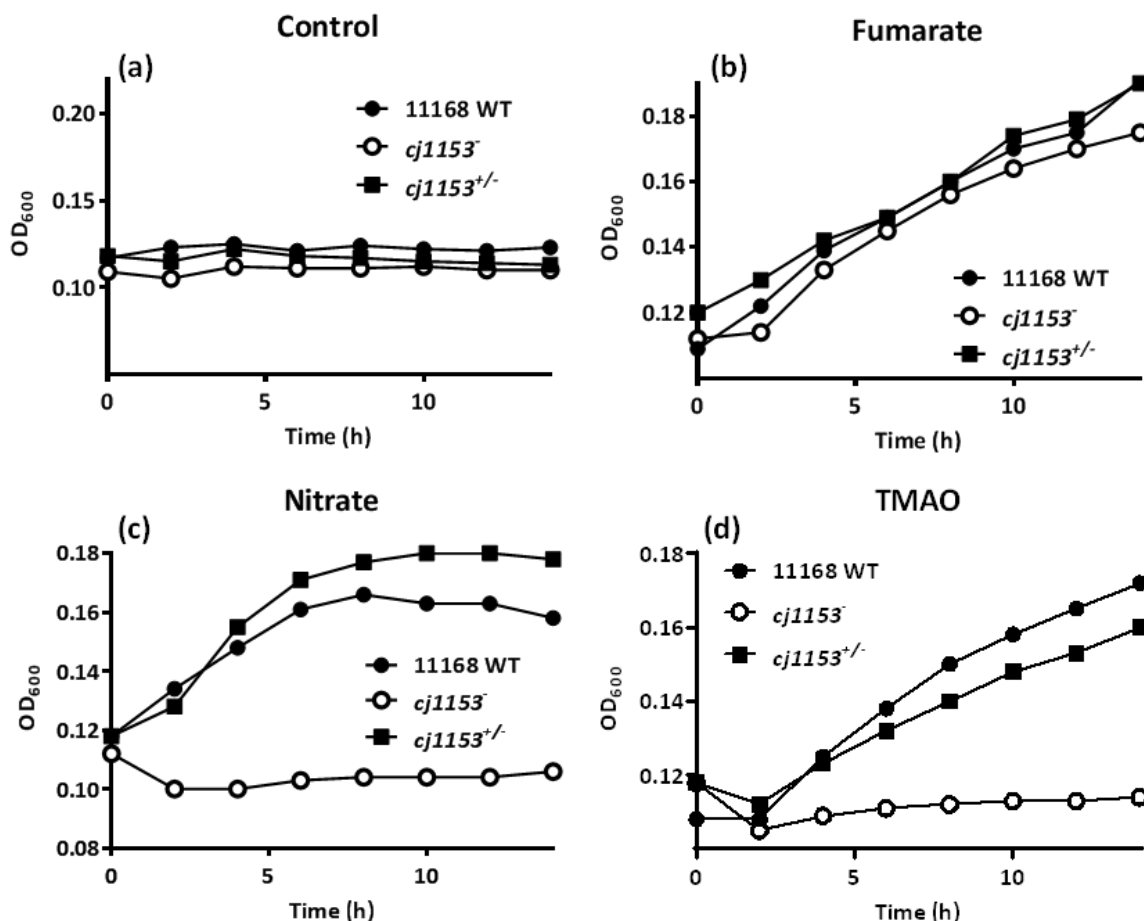 Control
(a)
0.20
0.15
0.10
OD600
11168 WT
cj1153-
cj1153+/-
0
5
10
Time (h)
Fumarate
(b)
0.18
0.16
0.14
0.12
OD600
11168 WT
cj1153-
cj1153+/-
0
5
10
Time (h)
Nitrate
(c)
0.18
0.16
0.14
0.12
0.10
0.08
OD600
11168 WT
cj1153-
cj1153+/-
0
5
10
Time (h)
TMAO
(d)
0.18
0.16
0.14
0.12
OD600
11168 WT
cj1153-
cj1153+/-
0
5
10
Time (h)